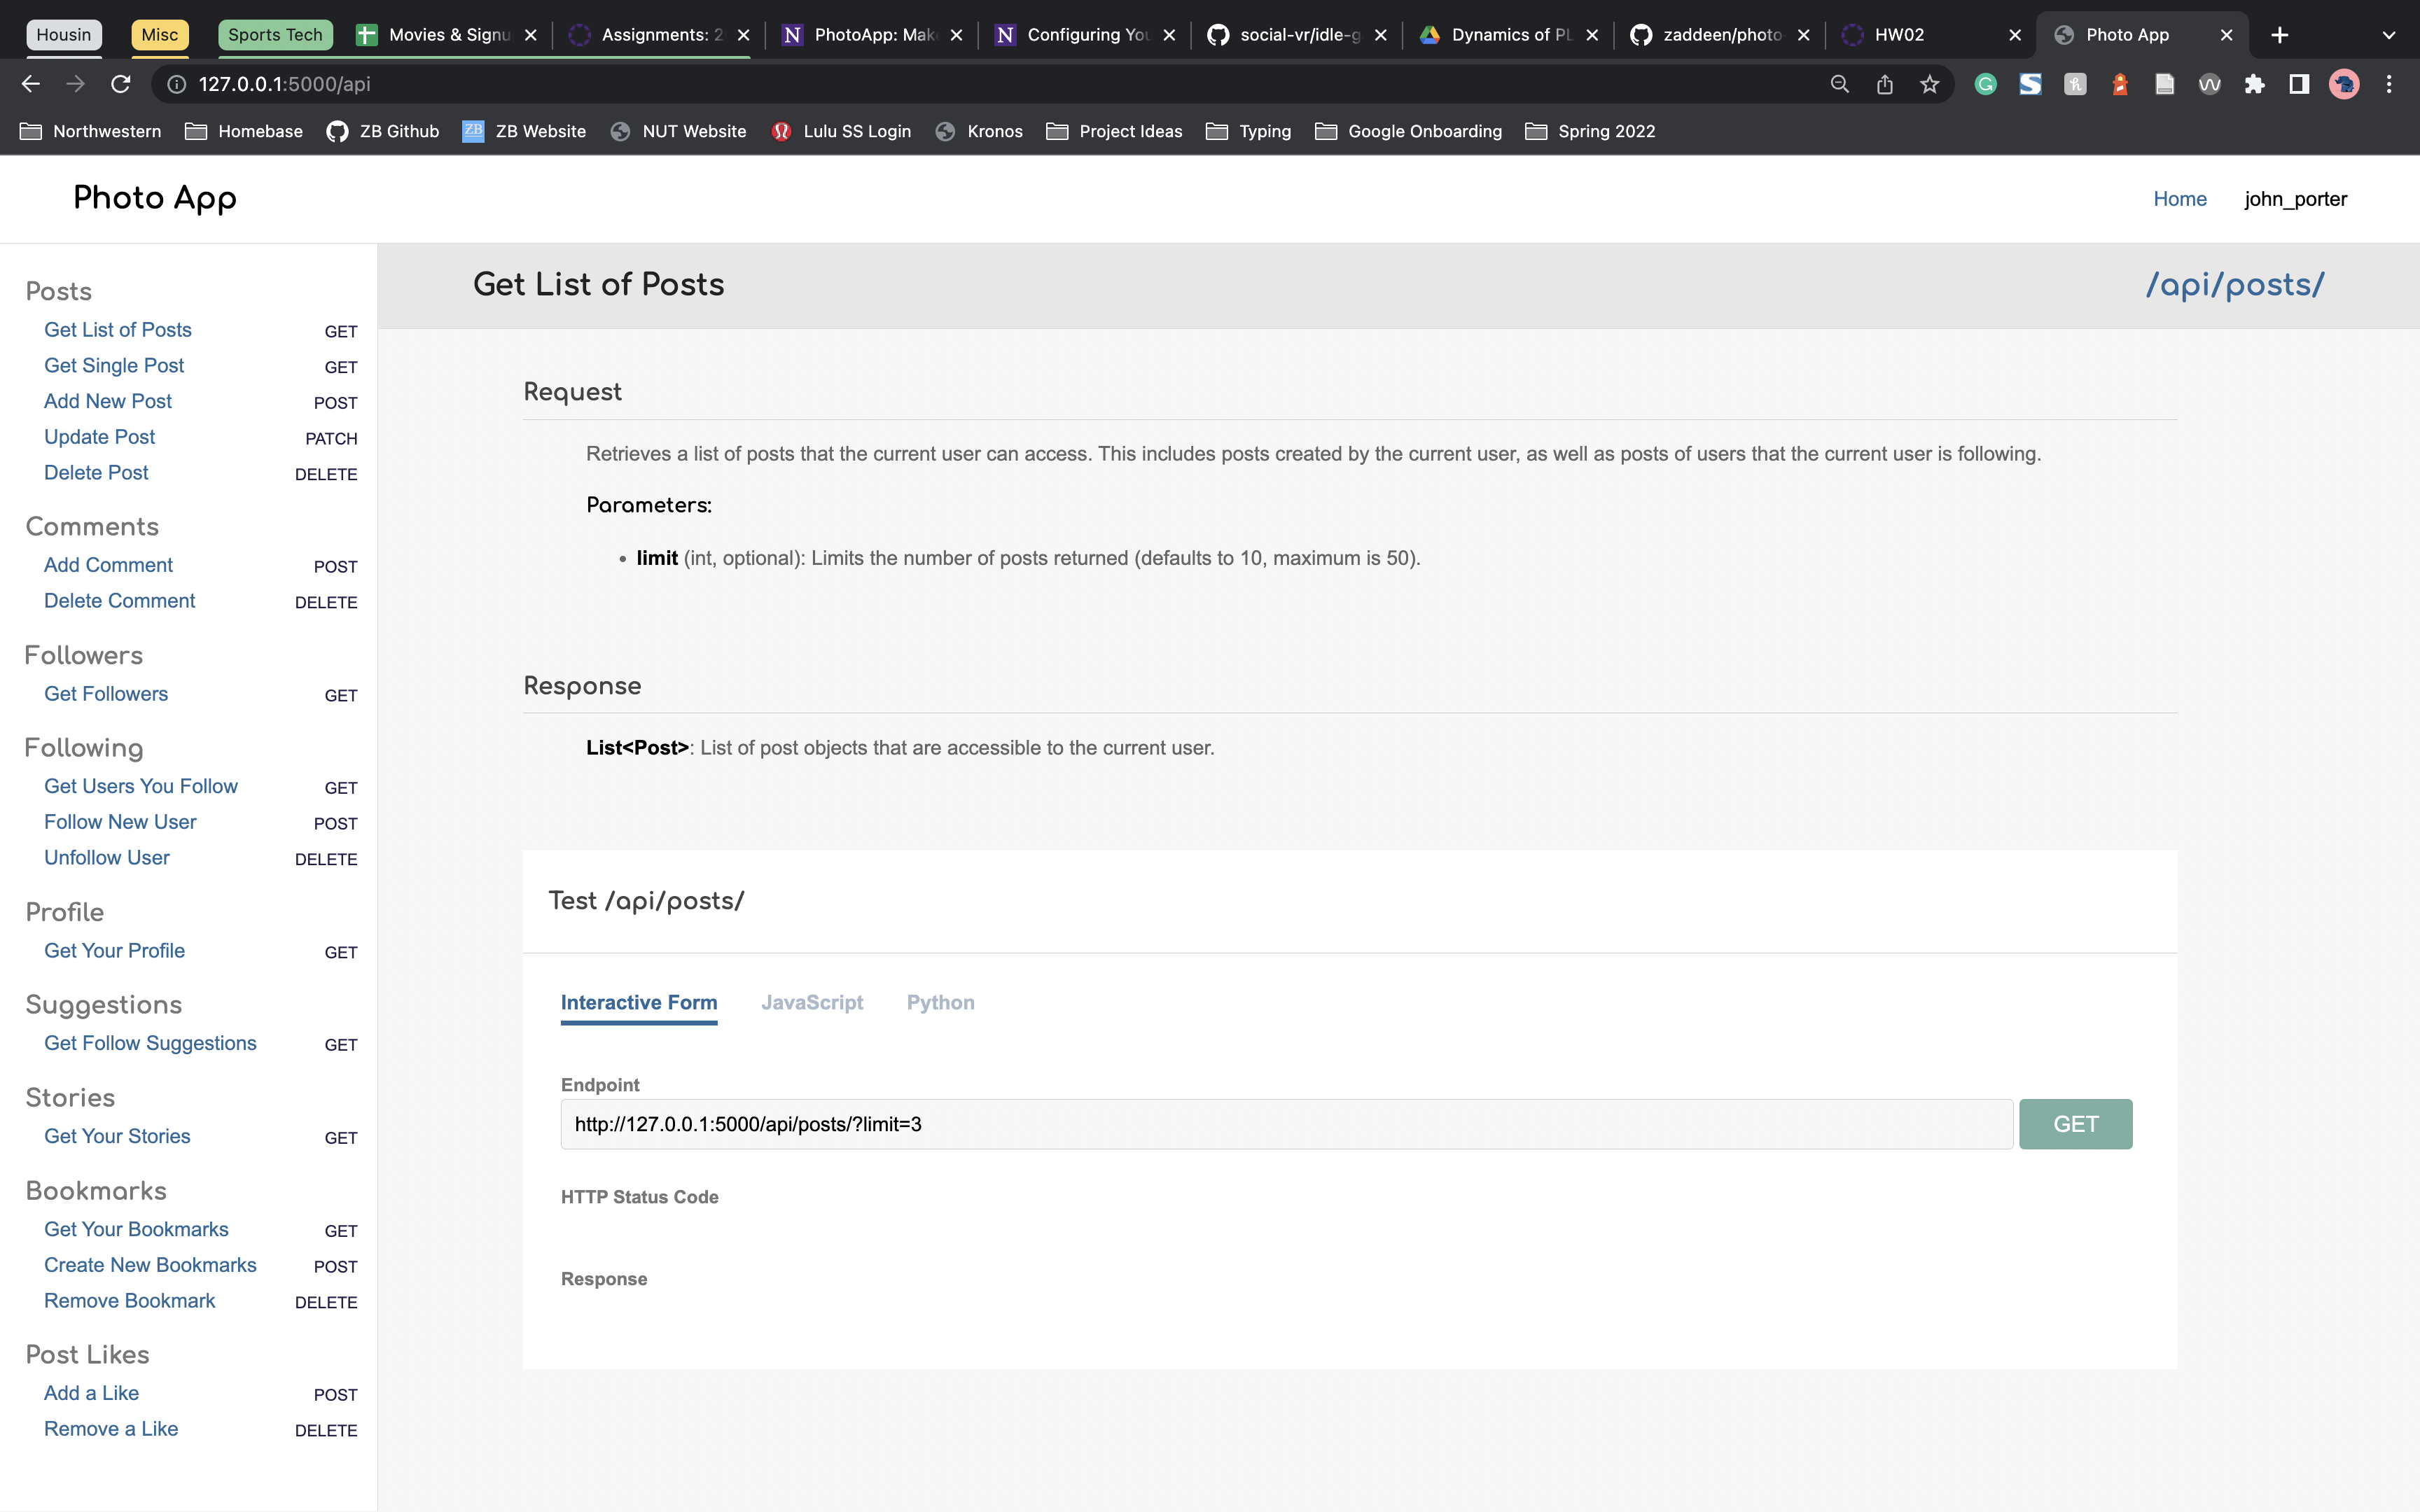 Housin Misc Sports Tech Movies & Signu Assignments: 2 PhotoApp: Mak Configuring You social-vr/idle-g Dynamics of PL zaddeen/photo- HW02 Photo App
127.0.0.1:5000/api
Northwestern Homebase ZB Github ZB ZB Website NUT Website Lulu SS Login Kronos Project Ideas Typing Google Onboarding Spring 2022
Photo App
Home john_porter
Posts
Get List of Posts GET
Get Single Post GET
Add New Post POST
Update Post PATCH
Delete Post DELETE
Comments
Add Comment POST
Delete Comment DELETE
Followers
Get Followers GET
Following
Get Users You Follow GET
Follow New User POST
Unfollow User DELETE
Profile
Get Your Profile GET
Suggestions
Get Follow Suggestions GET
Stories
Get Your Stories GET
Bookmarks
Get Your Bookmarks GET
Create New Bookmarks POST
Remove Bookmark DELETE
Post Likes
Add a Like POST
Remove a Like DELETE
Get List of Posts /api/posts/
Request
Retrieves a list of posts that the current user can access. This includes posts created by the current user, as well as posts of users that the current user is following.
Parameters:
• limit (int, optional): Limits the number of posts returned (defaults to 10, maximum is 50).
Response
List<Post>: List of post objects that are accessible to the current user.
Test /api/posts/
Interactive Form JavaScript Python
Endpoint
http://127.0.0.1:5000/api/posts/?limit=3 GET
HTTP Status Code
Response